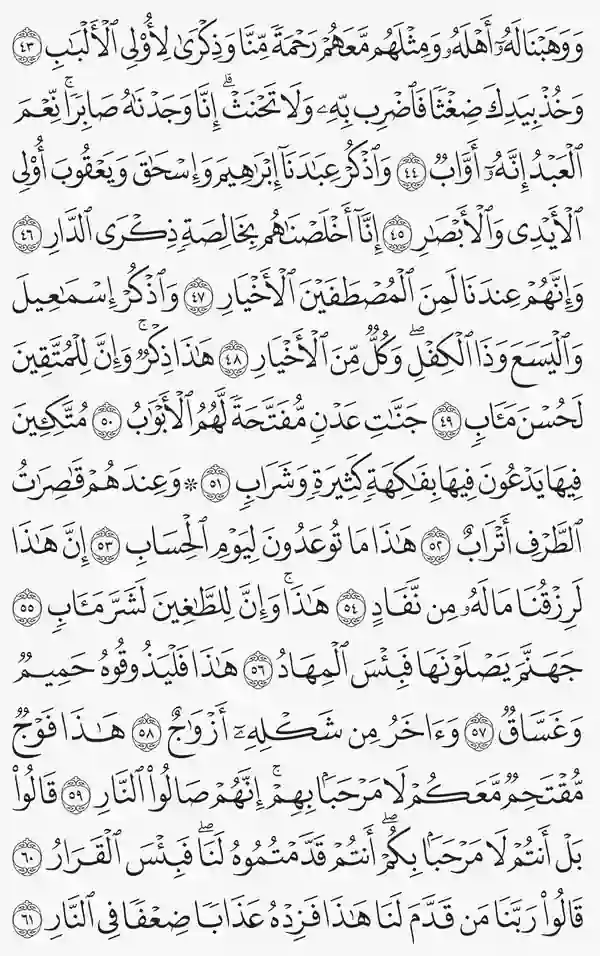 وَوَهَبۡنَا لَهُۥٓ أَهۡلَهُۥ وَمِثۡلَهُم مَّعَهُمۡ رَحۡمَةٗ مِّنَّا وَذِكۡرَىٰ لِأُوْلِي ٱلۡأَلۡبَٰبِ ٤٣
وَخُذۡ بِيَدِكَ ضِغۡثٗا فَٱضۡرِب بِّهِۦ وَلَا تَحۡنَثۡۗ إِنَّا وَجَدۡنَٰهُ صَابِرٗاۚ نِّعۡمَ
ٱلۡعَبۡدُ إِنَّهُۥٓ أَوَّابٞ ٤٤ وَٱذۡكُرۡ عِبَٰدَنَآ إِبۡرَٰهِيمَ وَإِسۡحَٰقَ وَيَعۡقُوبَ أُوْلِي
ٱلۡأَيۡدِي وَٱلۡأَبۡصَٰرِ ٤٥ إِنَّآ أَخۡلَصۡنَٰهُم بِخَالِصَةٖ ذِكۡرَى ٱلدَّارِ ٤٦
وَإِنَّهُمۡ عِندَنَا لَمِنَ ٱلۡمُصۡطَفَيۡنَ ٱلۡأَخۡيَارِ ٤٧ وَٱذۡكُرۡ إِسۡمَٰعِيلَ
وَٱلۡيَسَعَ وَذَا ٱلۡكِفۡلِۖ وَكُلّٞ مِّنَ ٱلۡأَخۡيَارِ ٤٨ هَٰذَا ذِكۡرٞۚ وَإِنَّ لِلۡمُتَّقِينَ
لَحُسۡنَ مَـَٔابٖ ٤٩ جَنَّٰتِ عَدۡنٖ مُّفَتَّحَةٗ لَّهُمُ ٱلۡأَبۡوَٰبُ ٥٠ مُتَّكِـِٔينَ
فِيهَا يَدۡعُونَ فِيهَا بِفَٰكِهَةٖ كَثِيرَةٖ وَشَرَابٖ ٥١ ۞ وَعِندَهُمۡ قَٰصِرَٰتُ
ٱلطَّرۡفِ أَتۡرَابٌ ٥٢ هَٰذَا مَا تُوعَدُونَ لِيَوۡمِ ٱلۡحِسَابِ ٥٣ إِنَّ هَٰذَا
لَرِزۡقُنَا مَا لَهُۥ مِن نَّفَادٍ ٥٤ هَٰذَاۚ وَإِنَّ لِلطَّٰغِينَ لَشَرَّ مَـَٔابٖ ٥٥
جَهَنَّمَ يَصۡلَوۡنَهَا فَبِئۡسَ ٱلۡمِهَادُ ٥٦ هَٰذَا فَلۡيَذُوقُوهُ حَمِيمٞ
وَغَسَّاقٞ ٥٧ وَءَاخَرُ مِن شَكۡلِهِۦٓ أَزۡوَٰجٌ ٥٨ هَٰذَا فَوۡجٞ
مُّقۡتَحِمٞ مَّعَكُمۡ لَا مَرۡحَبَۢا بِهِمۡۚ إِنَّهُمۡ صَالُواْ ٱلنَّارِ ٥٩ قَالُواْ
بَلۡ أَنتُمۡ لَا مَرۡحَبَۢا بِكُمۡۖ أَنتُمۡ قَدَّمۡتُمُوهُ لَنَاۖ فَبِئۡسَ ٱلۡقَرَارُ ٦٠
قَالُواْ رَبَّنَا مَن قَدَّمَ لَنَا هَٰذَا فَزِدۡهُ عَذَابٗا ضِعۡفٗا فِي ٱلنَّارِ ٦١